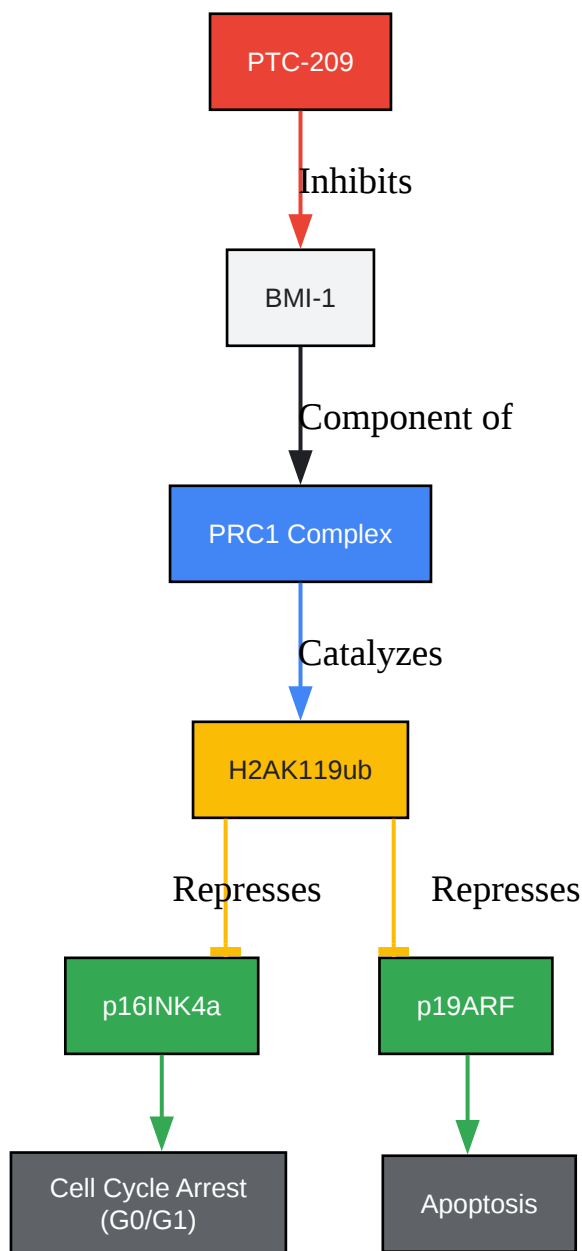 PTC-209
Inhibits
BMI-1
Component of
PRC1 Complex
Catalyzes
H2AK119ub
Represses
Represses
p16INK4a
p19ARF
Cell Cycle Arrest
(G0/G1)
Apoptosis